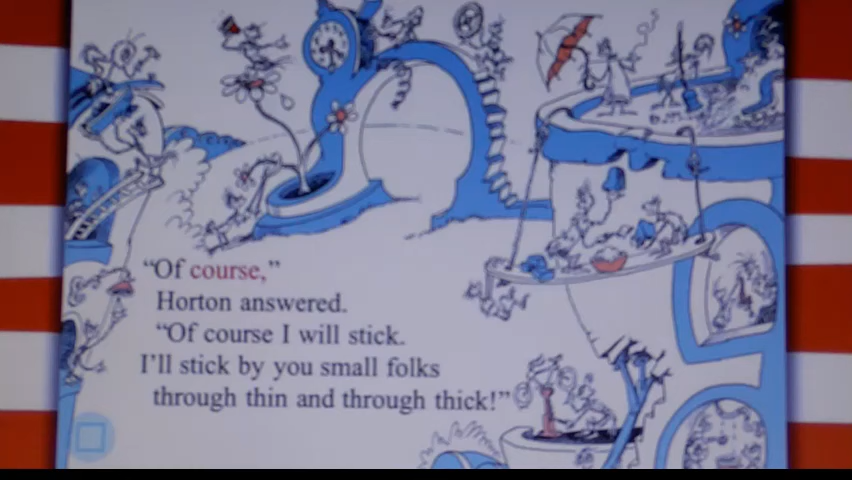 “Of course,”
Horton answered.
“Of course I will stick.
I’ll stick by you small folks
through thin and through thick!”